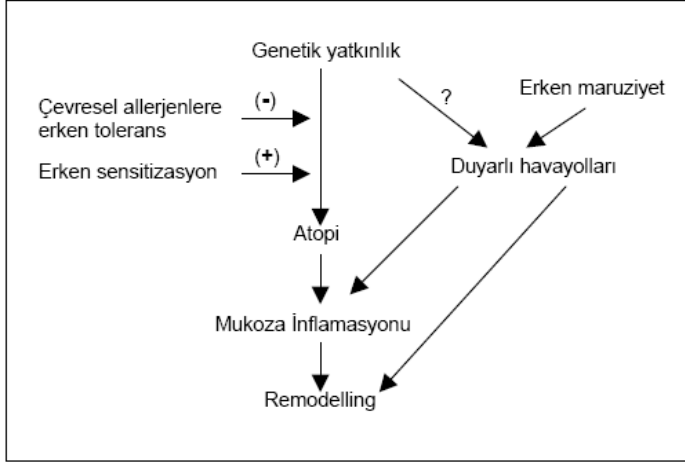 Genetik yatkınlık
Çevresel allerjenlere
erken tolerans
(-)
?
Erken maruziyet
Erken sensitizasyon
(+)
Duyarlı havayolları
Atopi
Mukoza İnflamasyonu
Remodelling